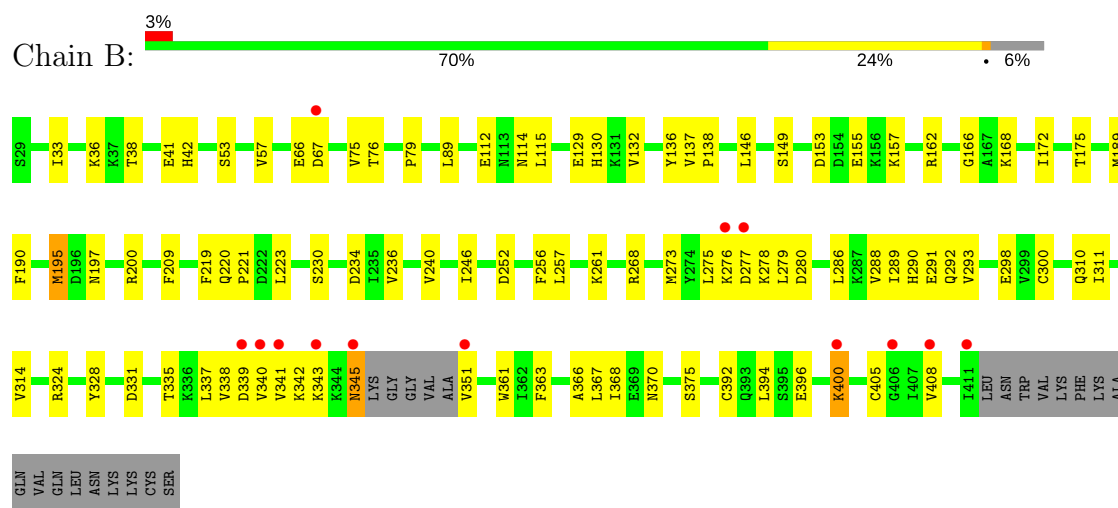 3%
Chain B:
70% 24% • 6%
S29 I33 K36 K37 T38 E41 H42 S53 V57 E66 D67 V75 T76 P79 L89 E112 N113 N114 L115 E129 H130 K131 V132 Y136 V137 P138 L146 S149 D153 D154 E155 K156 K157 R162 G166 A167 K168 I172 T175 M189
F190 M195 D196 N197 R200 F209 F219 Q220 P221 D222 L223 S230 D234 I235 V236 V240 I246 D252 F256 L257 K261 R268 M273 Y274 L275 K276 D277 K278 L279 D280 L286 K287 V288 I289 H290 E291 Q292 V293 E298 V299 C300 Q310 I311
V314 R324 Y328 D331 T335 K336 L337 V338 D339 V340 V341 K342 K343 K344 N345 LYS GLY GLY VAL ALA V351 W361 I362 F363 A366 L367 I368 E369 N370 S375 C392 Q393 L394 S395 E396 K400 C405 G406 I407 V408 I411 LEU ASN TRP VAL LYS PHE LYS ALA
GLN VAL GLN LEU ASN LYS LYS CYS SER